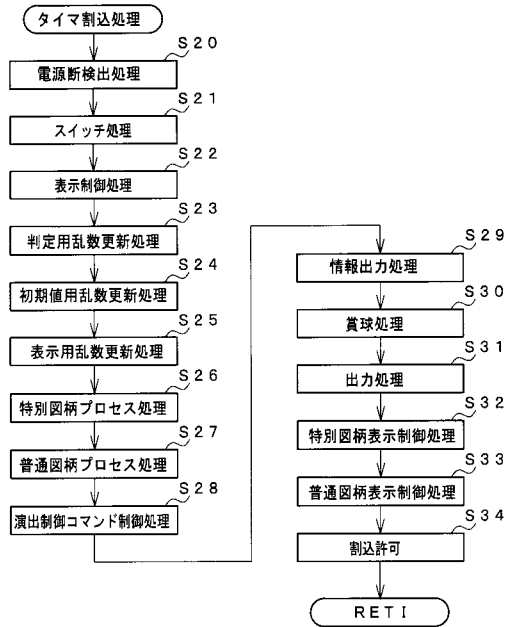 タイマ割込処理
S20
電源断検出処理
S21
スイッチ処理
S22
表示制御処理
S23
判定用乱数更新処理
S24
初期値用乱数更新処理
S25
表示用乱数更新処理
S26
特別図柄プロセス処理
S27
普通図柄プロセス処理
S28
演出制御コマンド制御処理
S29
情報出力処理
S30
賞球処理
S31
出力処理
S32
特別図柄表示制御処理
S33
普通図柄表示制御処理
S34
割込許可
RETI